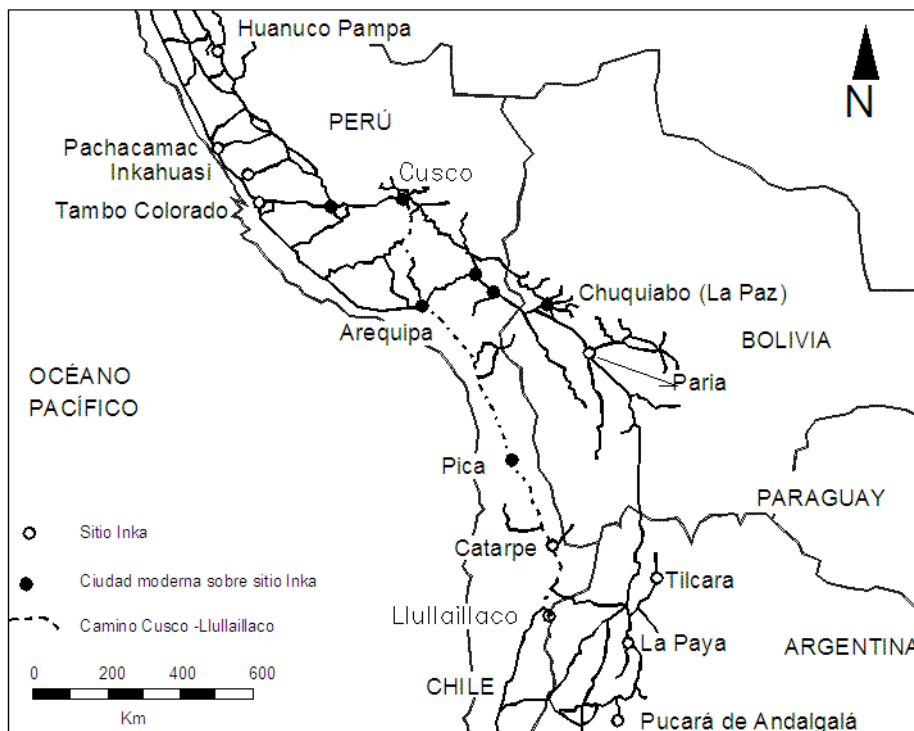 Huanuco Pampa
N
PERÚ
Pachacamac
Inkahuasi
Cusco
Tambo Colorado
Chuquiabo (La Paz)
Arequipa
BOLIVIA
OCÉANO
PACÍFICO
Paria
Pica
PARAGUAY
Sitio Inka
Catarpe
Ciudad moderna sobre sitio Inka
Tilcara
Llullaillaco
Camino Cusco -Llullaillaco
La Paya
ARGENTINA
0 200 400 600
CHILE
Km
Pucará de Andalgalá